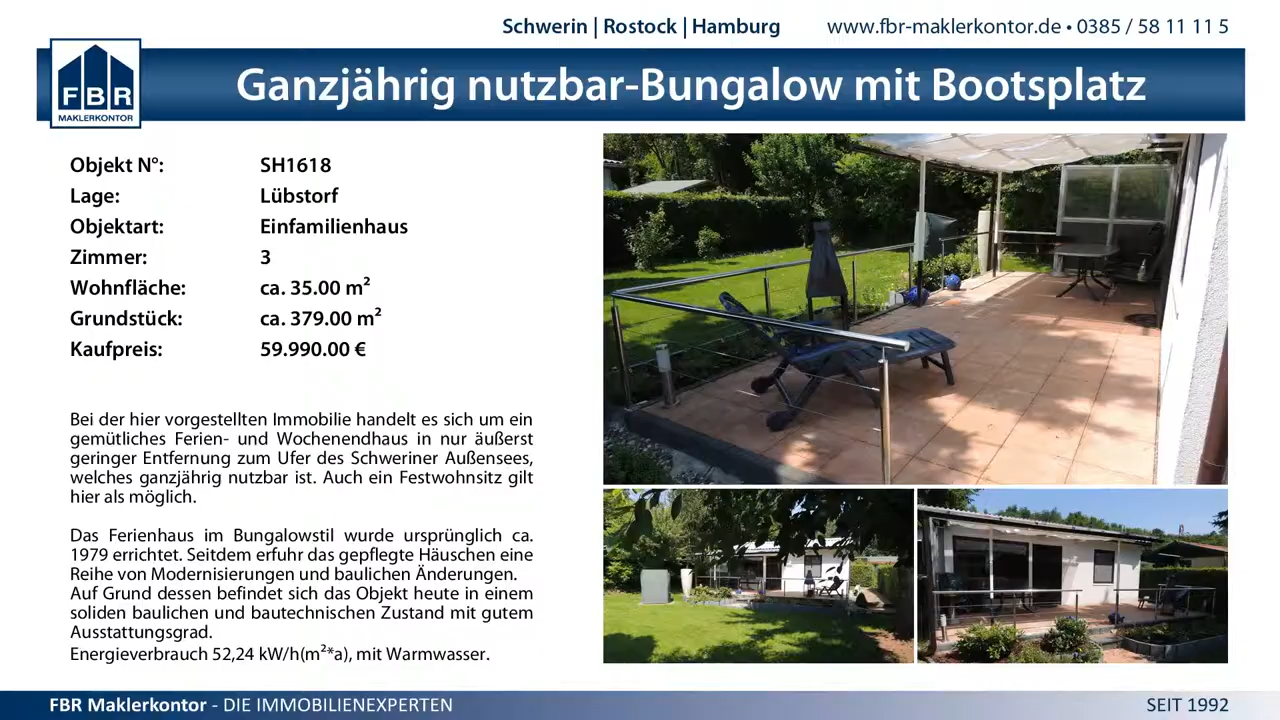 Schwerin | Rostock | Hamburg www.fbr-maklerkontor.de • 0385 / 58 11 11 5
FBR
MAKLERKONTOR
Ganzjährig nutzbar-Bungalow mit Bootsplatz
Objekt N°: SH1618
Lage: Lübstorf
Objektart: Einfamilienhaus
Zimmer: 3
Wohnfläche: ca. 35.00 m²
Grundstück: ca. 379.00 m²
Kaufpreis: 59.990.00 €
Bei der hier vorgestellten Immobilie handelt es sich um ein
gemütliches Ferien- und Wochenendhaus in nur äußerst
geringer Entfernung zum Ufer des Schweriner Außensees,
welches ganzjährig nutzbar ist. Auch ein Festwohnsitz gilt
hier als möglich.
Das Ferienhaus im Bungalowstil wurde ursprünglich ca.
1979 errichtet. Seitdem erfuhr das gepflegte Häuschen eine
Reihe von Modernisierungen und baulichen Änderungen.
Auf Grund dessen befindet sich das Objekt heute in einem
soliden baulichen und bautechnischen Zustand mit gutem
Ausstattungsgrad.
Energieverbrauch 52,24 kW/h(m²*a), mit Warmwasser.
FBR Maklerkontor - DIE IMMOBILIENEXPERTEN SEIT 1992